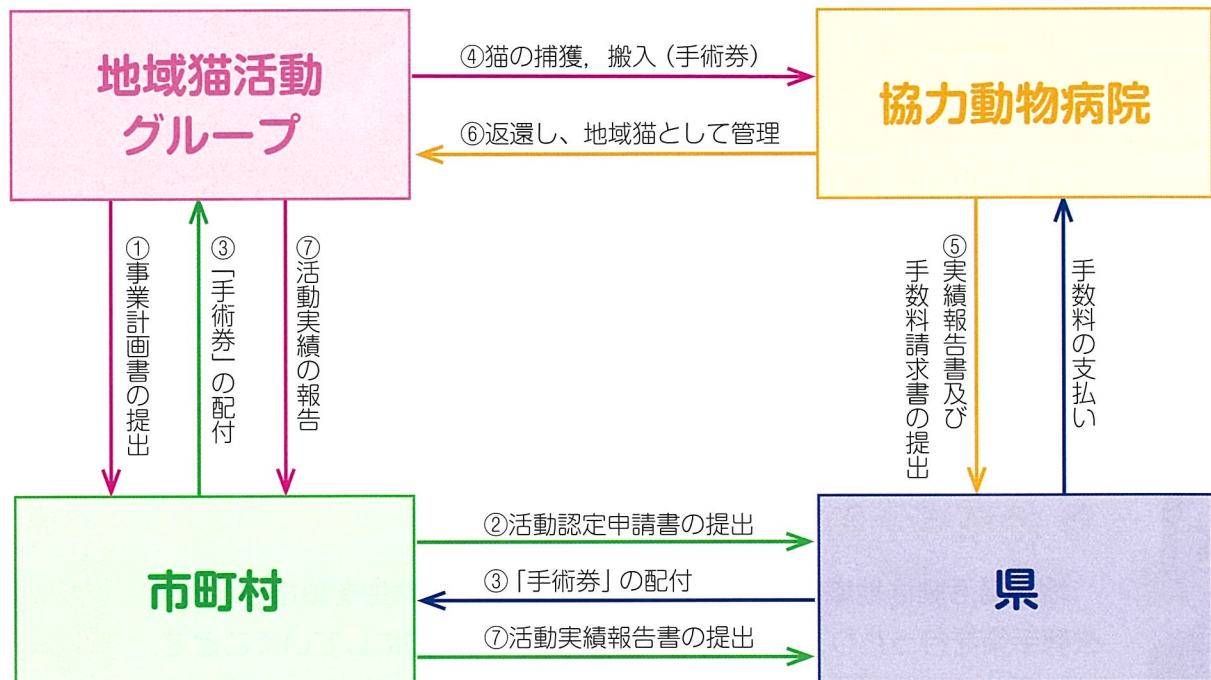 地域猫活動
グループ
④猫の捕獲，搬入（手術券）
⑥返還し、地域猫として管理
協力動物病院
①事業計画書の提出
③「手術券」の配付
⑦活動実績の報告
⑤実績報告書及び
手数料請求書の提出
手数料の支払い
市町村
②活動認定申請書の提出
③「手術券」の配付
⑦活動実績報告書の提出
県